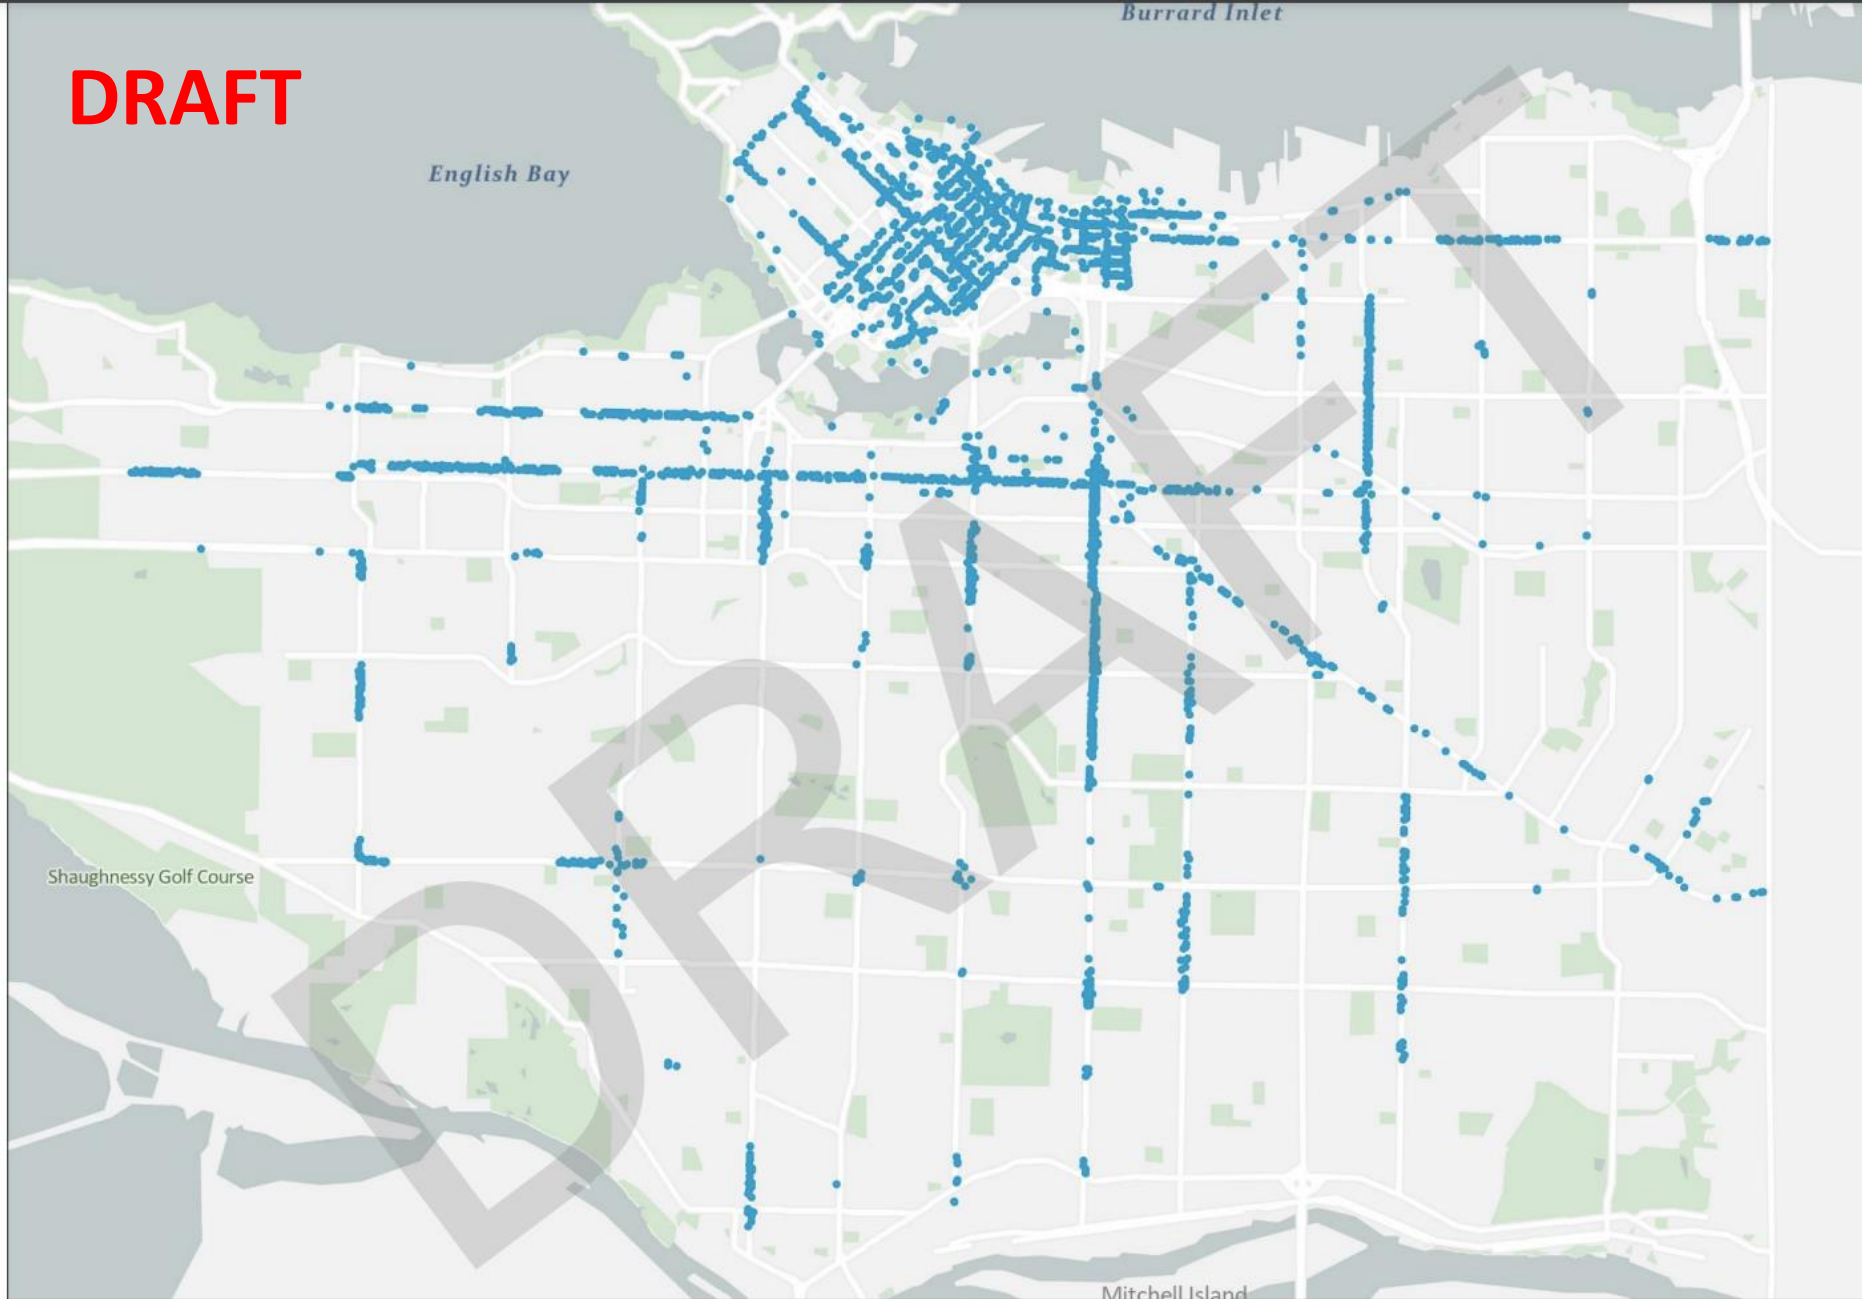 Burrard Inlet
DRAFT
English Bay
DRAFT
Shaughnessy Golf Course
Mitchell Island